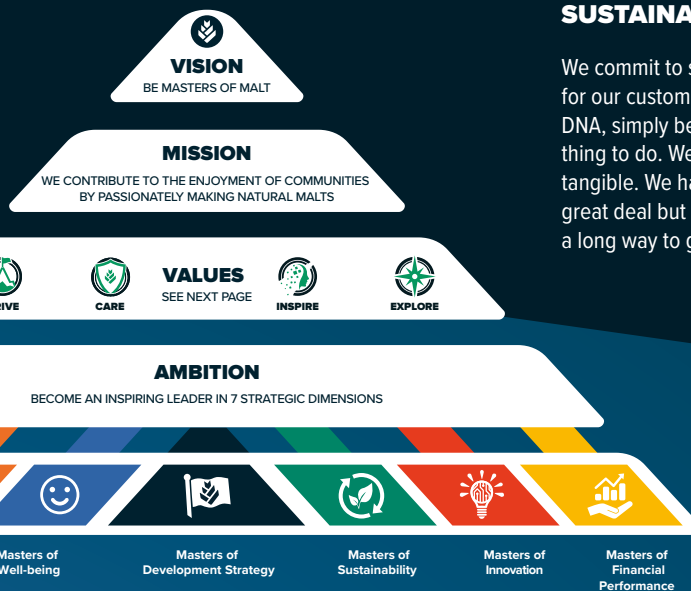 VISION
BE MASTERS OF MALT
MISSION
WE CONTRIBUTE TO THE ENJOYMENT OF COMMUNITIES
BY PASSIONATELY MAKING NATURAL MALTS
IVE
CARE
VALUES
SEE NEXT PAGE
INSPIRE
EXPLORE
AMBITION
BECOME AN INSPIRING LEADER IN 7 STRATEGIC DIMENSIONS
Masters of
Well-being
Masters of
Development Strategy
Masters of
Sustainability
Masters of
Innovation
Masters of
Financial
Performance
SUSTAINA
We commit to s
for our custom
DNA, simply be
thing to do. We
tangible. We ha
great deal but
a long way to g